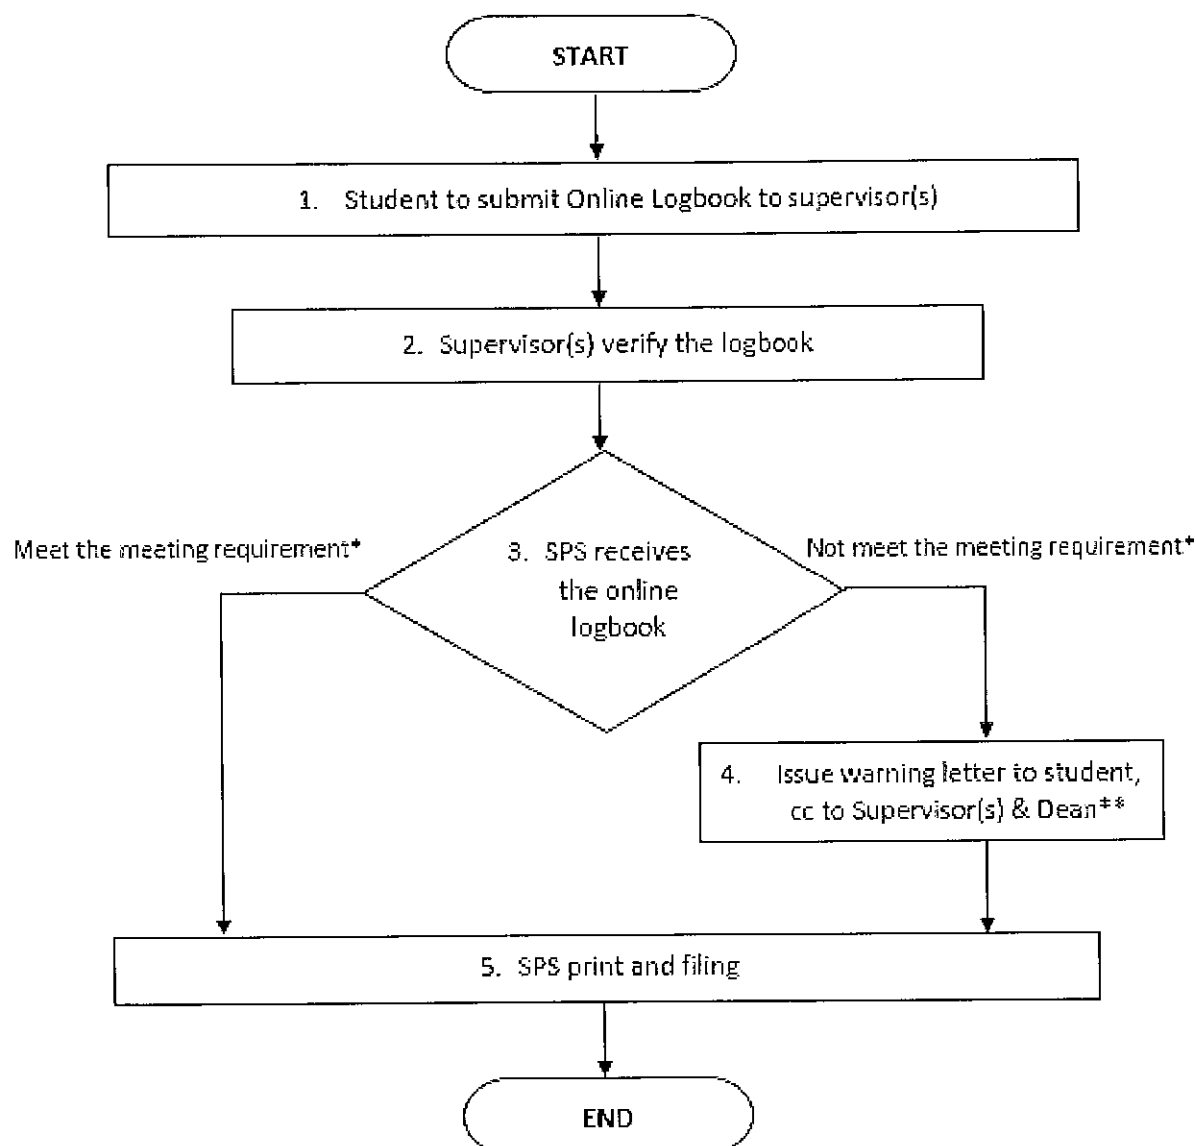 START
1. Student to submit Online Logbook to supervisor(s)
2. Supervisor(s) verify the logbook
Meet the meeting requirement*
3. SPS receives
the online
logbook
Not meet the meeting requirement*
4. Issue warning letter to student,
cc to Supervisor(s) & Dean**
5. SPS print and filing
END